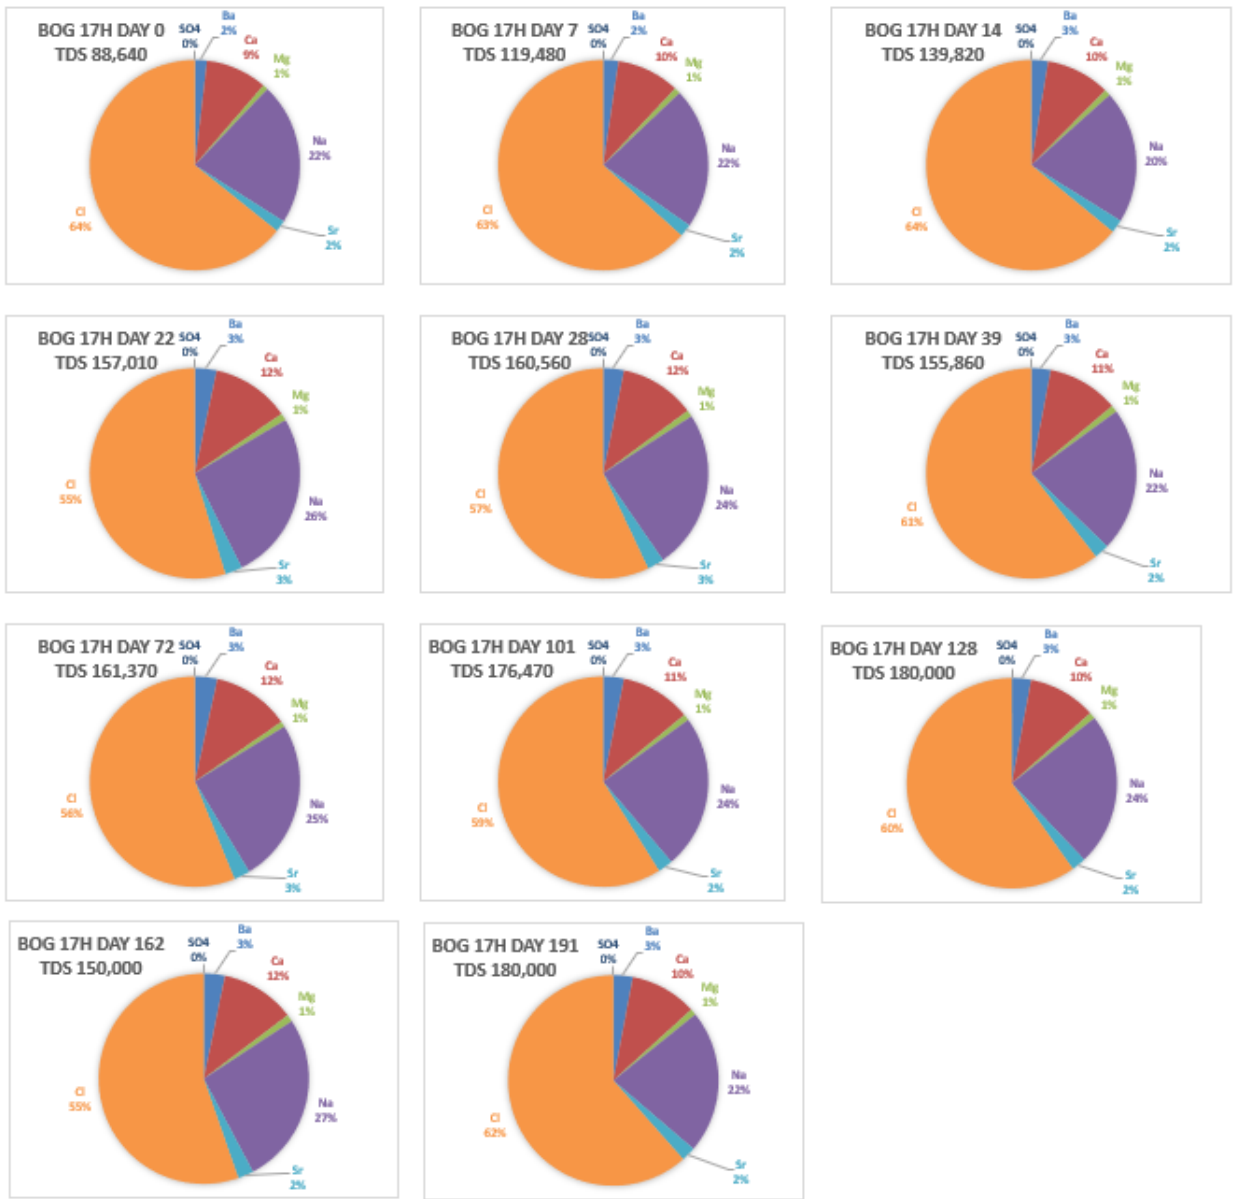 BOG 17H DAY 0
TDS 88,640
SO4
0%
Ba
2%
Ca
9%
Mg
1%
Na
22%
Sr
2%
Cl
64%
BOG 17H DAY 7
TDS 119,480
SO4
0%
Ba
2%
Ca
10%
Mg
1%
Na
22%
Sr
2%
Cl
63%
BOG 17H DAY 14
TDS 139,820
SO4
0%
Ba
3%
Ca
10%
Mg
1%
Na
20%
Sr
2%
Cl
64%
BOG 17H DAY 22
TDS 157,010
SO4
0%
Ba
3%
Ca
12%
Mg
1%
Na
26%
Sr
3%
Cl
55%
BOG 17H DAY 28
TDS 160,560
SO4
0%
Ba
3%
Ca
12%
Mg
1%
Na
24%
Sr
3%
Cl
57%
BOG 17H DAY 39
TDS 155,860
SO4
0%
Ba
3%
Ca
11%
Mg
1%
Na
22%
Sr
2%
Cl
61%
BOG 17H DAY 72
TDS 161,370
SO4
0%
Ba
3%
Ca
12%
Mg
1%
Na
25%
Sr
3%
Cl
56%
BOG 17H DAY 101
TDS 176,470
SO4
0%
Ba
3%
Ca
11%
Mg
1%
Na
24%
Sr
2%
Cl
59%
BOG 17H DAY 128
TDS 180,000
SO4
0%
Ba
3%
Ca
10%
Mg
1%
Na
24%
Sr
2%
Cl
60%
BOG 17H DAY 162
TDS 150,000
SO4
0%
Ba
3%
Ca
12%
Mg
1%
Na
27%
Sr
2%
Cl
55%
BOG 17H DAY 191
TDS 180,000
SO4
0%
Ba
3%
Ca
10%
Mg
1%
Na
22%
Sr
2%
Cl
62%